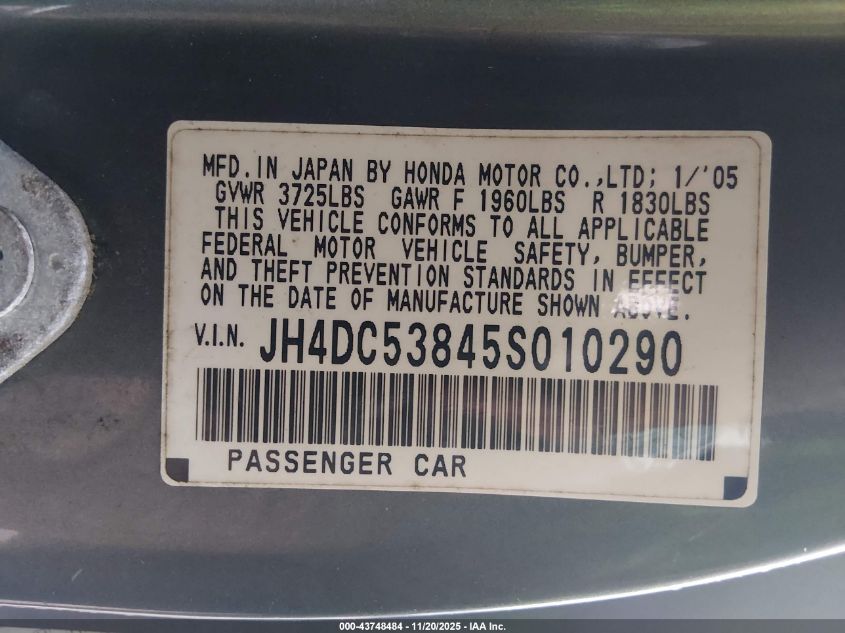 MFD. IN JAPAN BY HONDA MOTOR CO.,LTD; 1/'05
GVWR 3725LBS GAWR F 1960LBS R 1830LBS
THIS VEHICLE CONFORMS TO ALL APPLICABLE
FEDERAL MOTOR VEHICLE SAFETY, BUMPER,
AND THEFT PREVENTION STANDARDS IN EFFECT
ON THE DATE OF MANUFACTURE SHOWN ABOVE.
V.I.N. JH4DC53845S010290
PASSENGER CAR
000-43748484 — 11/20/2025 — IAA Inc.